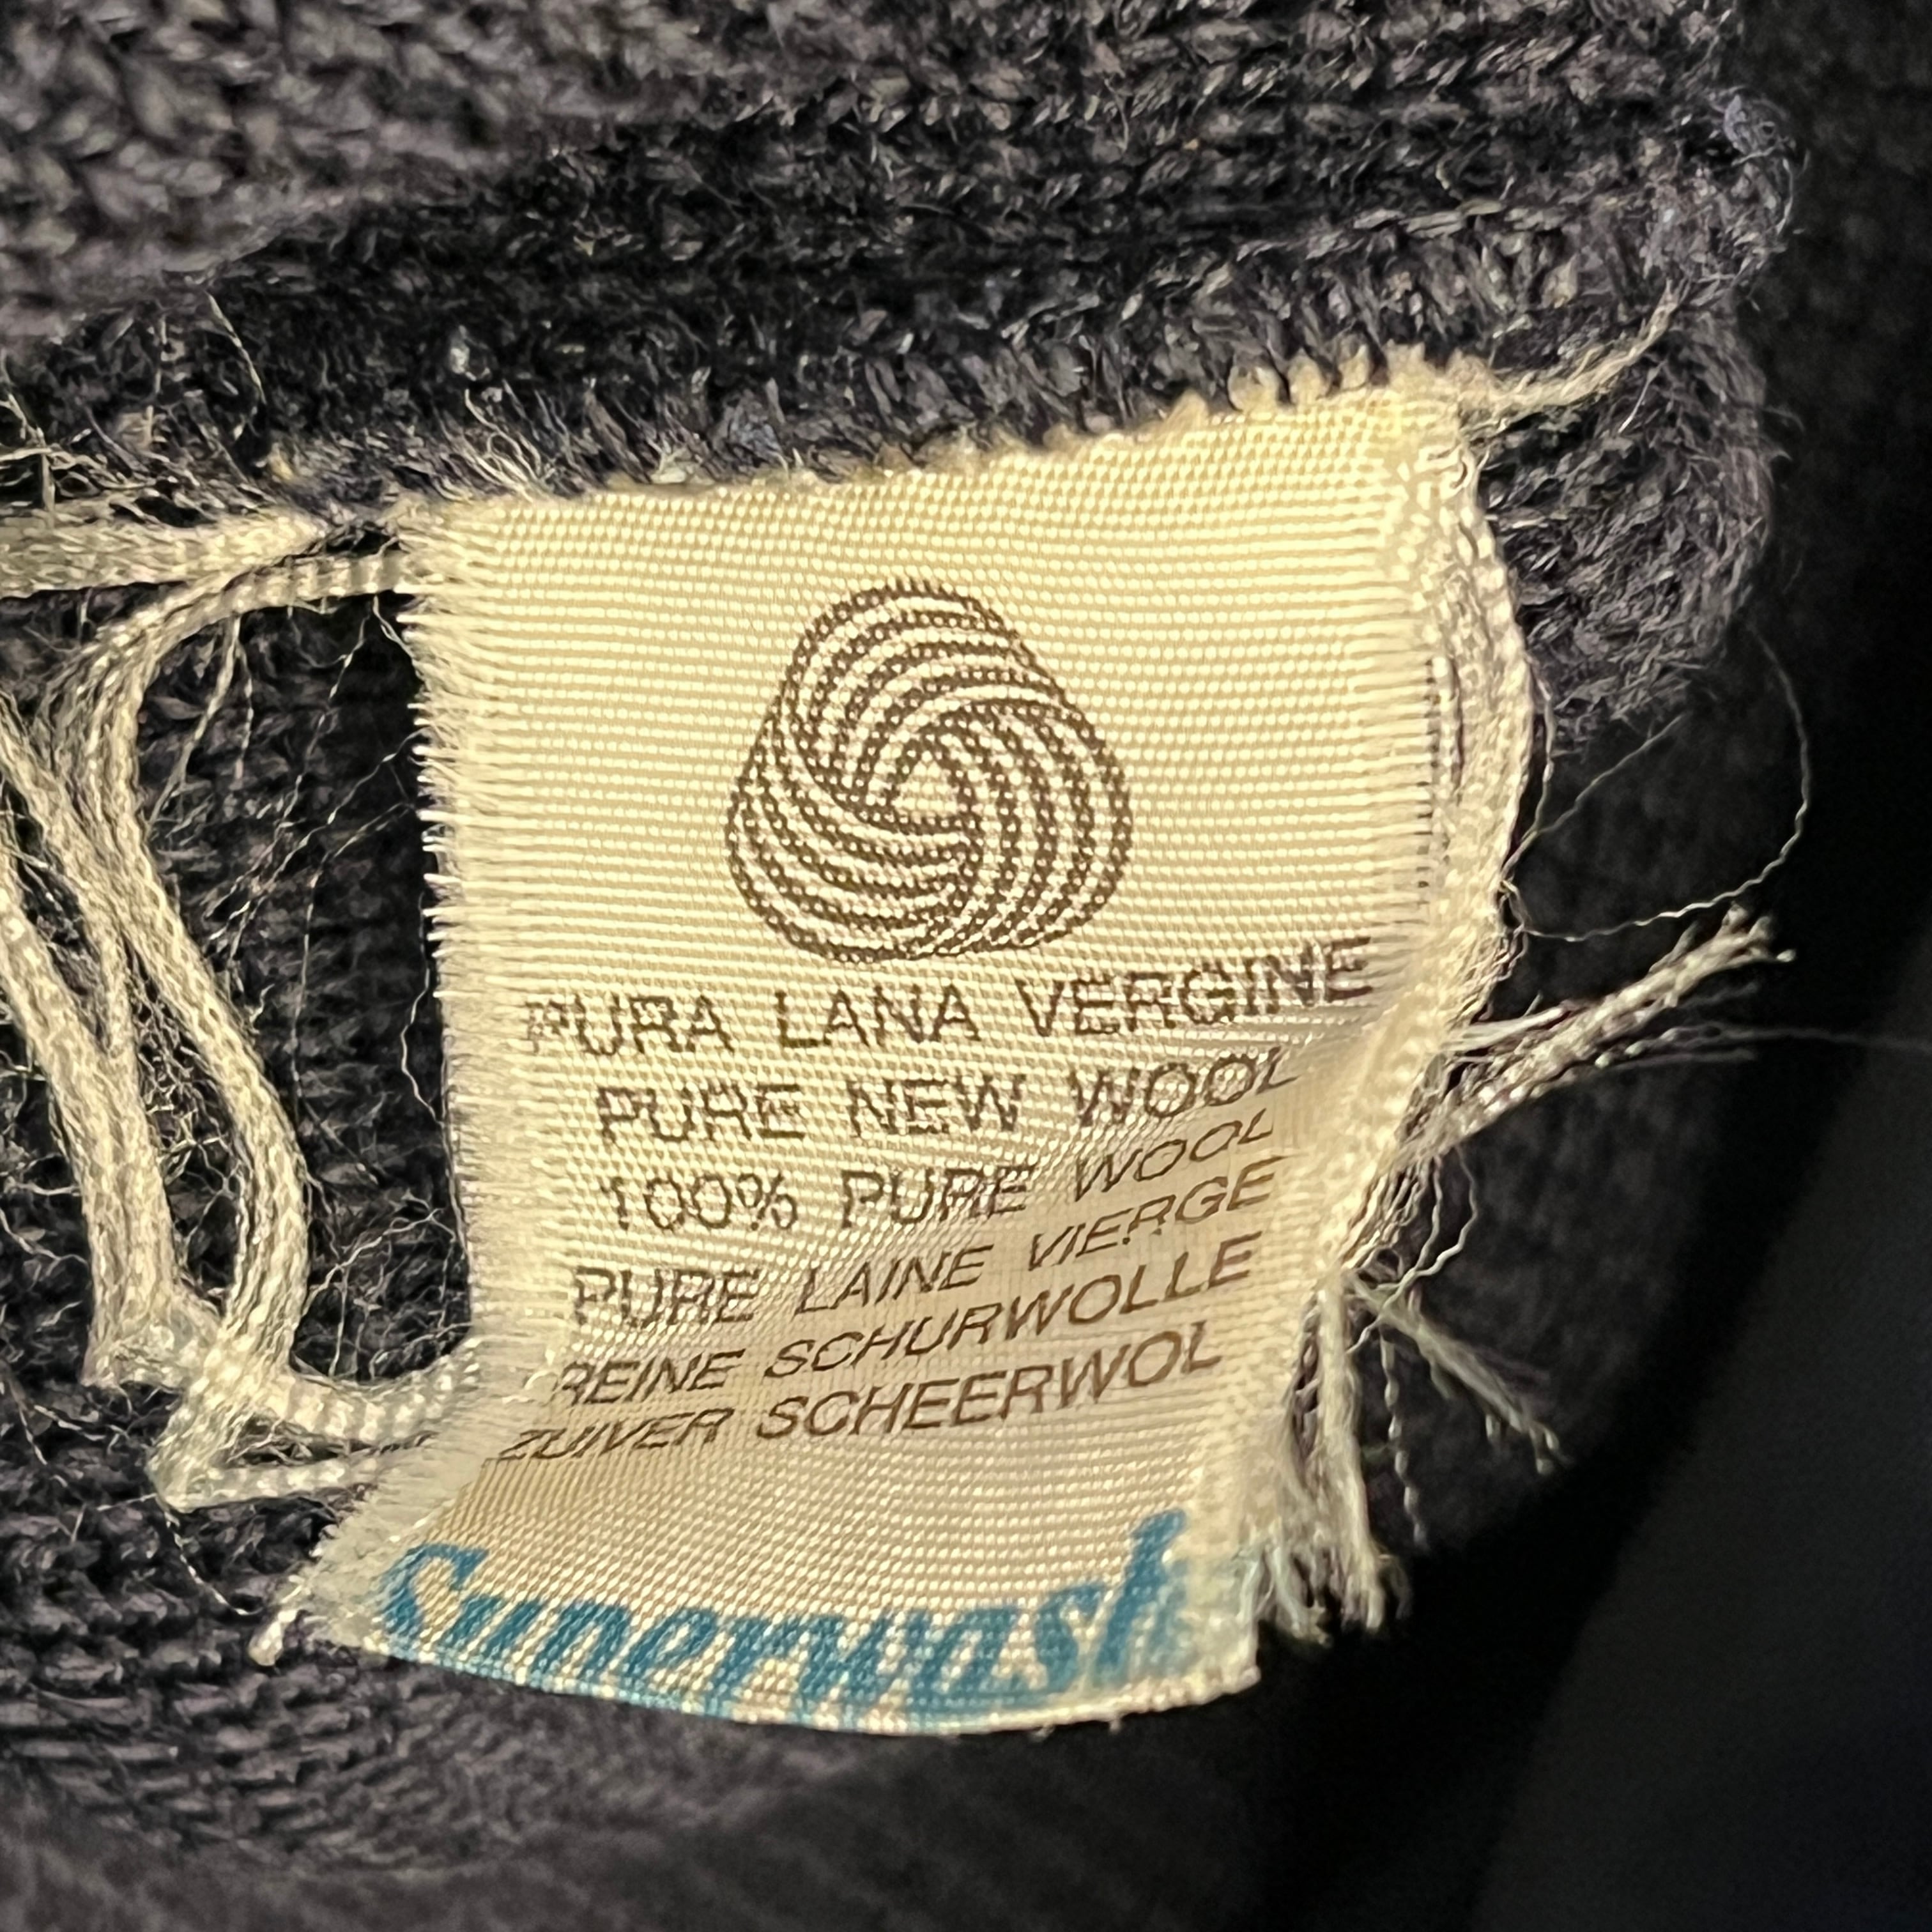 PURA LANA VERGINE
PURE NEW WOOL
100% PURE WOOL
PURE LAINE VIERGE
REINE SCHURWOLLE
ZUIVER SCHEERWOL
Superwash